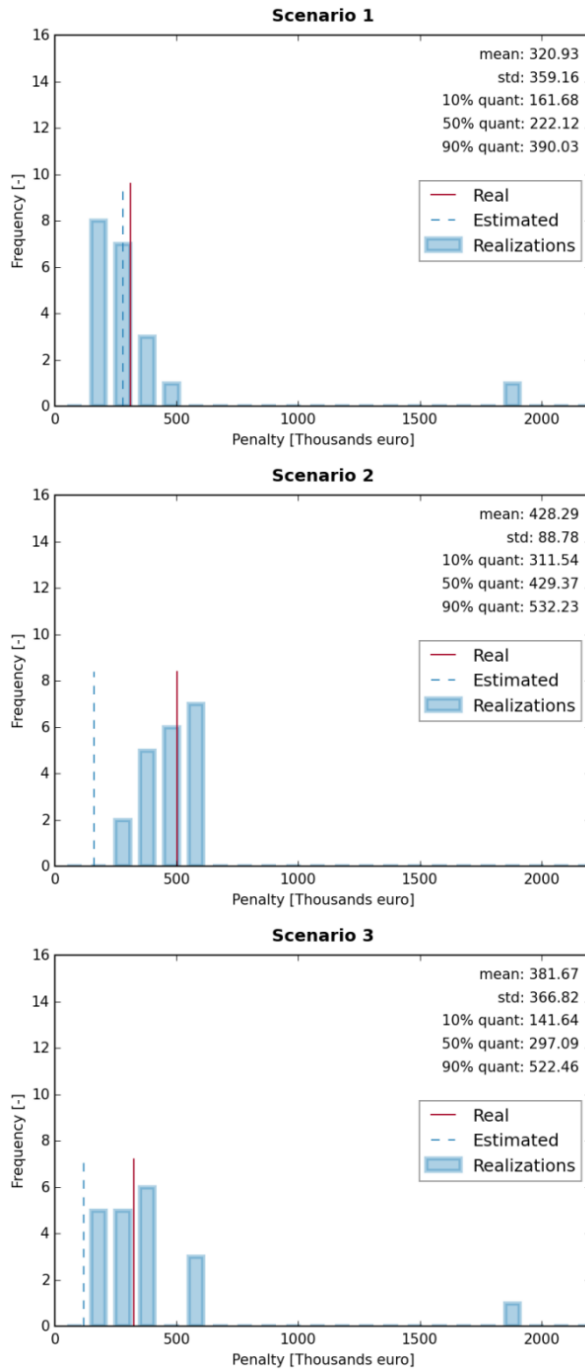 Scenario 1
16
14
12
10
8
6
4
2
0
Frequency [-]
mean: 320.93
std: 359.16
10% quant: 161.68
50% quant: 222.12
90% quant: 390.03
Real
Estimated
Realizations
0 500 1000 1500 2000
Penalty [Thousands euro]
Scenario 2
16
14
12
10
8
6
4
2
0
Frequency [-]
mean: 428.29
std: 88.78
10% quant: 311.54
50% quant: 429.37
90% quant: 532.23
Real
Estimated
Realizations
0 500 1000 1500 2000
Penalty [Thousands euro]
Scenario 3
16
14
12
10
8
6
4
2
0
Frequency [-]
mean: 381.67
std: 366.82
10% quant: 141.64
50% quant: 297.09
90% quant: 522.46
Real
Estimated
Realizations
0 500 1000 1500 2000
Penalty [Thousands euro]